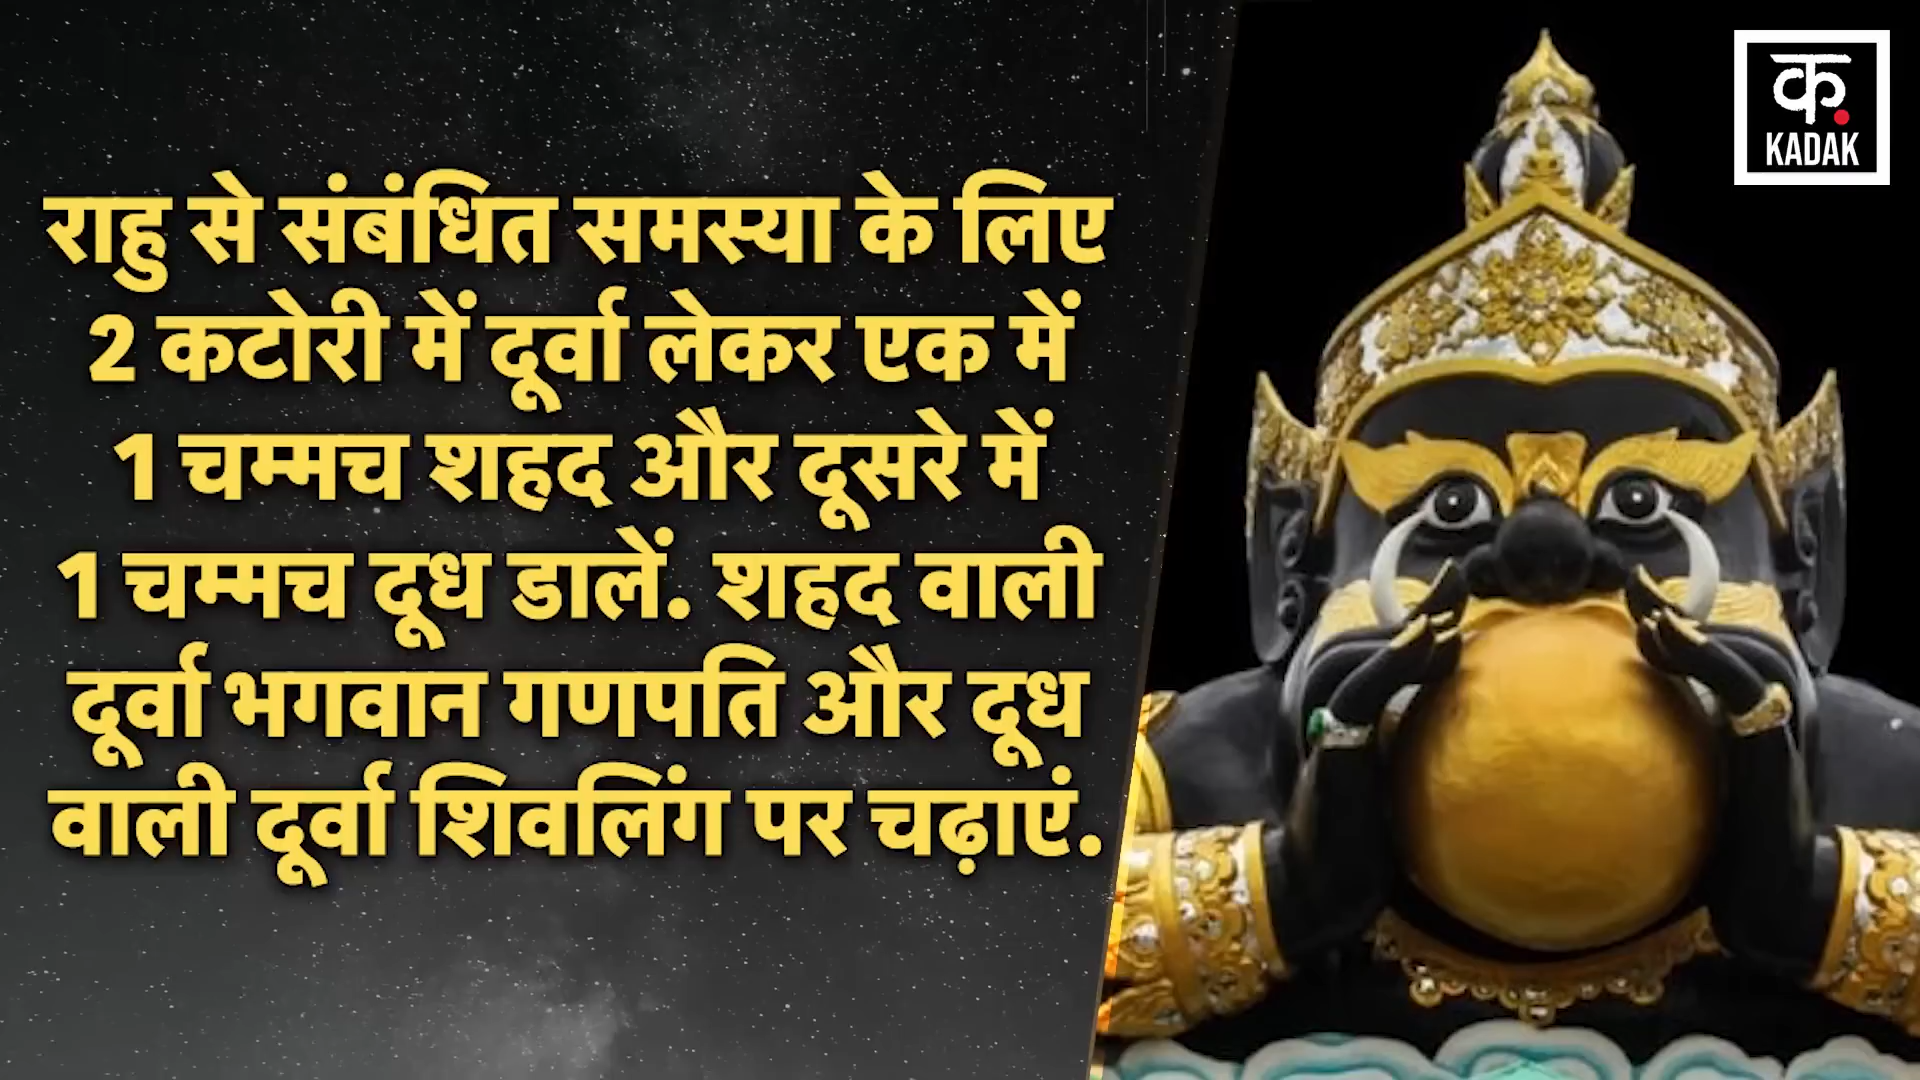 राहु से संबंधित समस्या के लिए
2 कटोरी में दूर्वा लेकर एक में
1 चम्मच शहद और दूसरे में
1 चम्मच दूध डालें. शहद वाली
दूर्वा भगवान गणपति और दूध
वाली दूर्वा शिवलिंग पर चढ़ाएं.
क.
KADAK